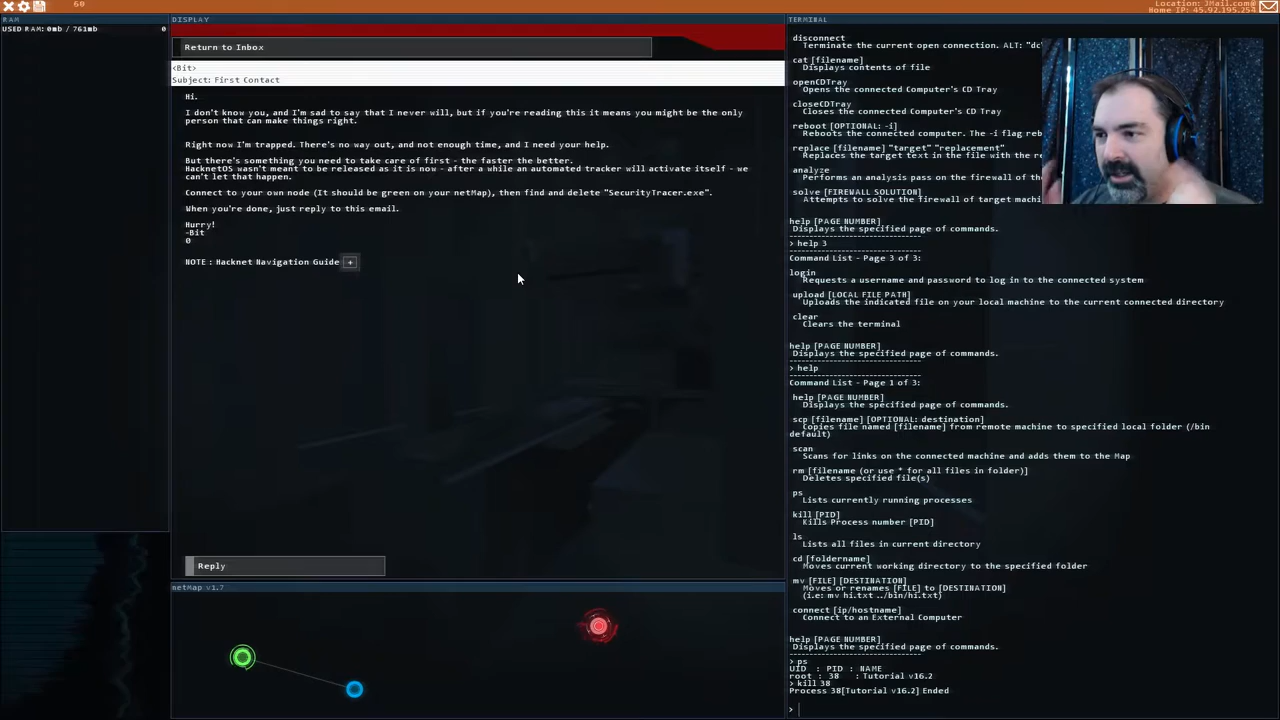 60
Location: JMail.com@
Home IP: 45.92.195.254
RAM
USED RAM: 0mb / 761mb
0
DISPLAY
Return to Inbox
<Bit>
Subject: First Contact
Hi.
I don't know you, and I'm sad to say that I never will, but if you're reading this it means you might be the only
person that can make things right.
Right now I'm trapped. There's no way out, and not enough time, and I need your help.
But there's something you need to take care of first - the faster the better.
HacknetOS wasn't meant to be released as it is now - after a while an automated tracker will activate itself - we
can't let that happen.
Connect to your own node (It should be green on your netMap), then find and delete "SecurityTracer.exe".
When you're done, just reply to this email.
Hurry!
-Bit
0
NOTE : Hacknet Navigation Guide +
Reply
netMap v1.7
TERMINAL
disconnect
Terminate the current open connection. ALT: "dc"
cat [filename]
Displays contents of file
openCDTray
Opens the connected Computer's CD Tray
closeCDTray
Closes the connected Computer's CD Tray
reboot [OPTIONAL: -i]
Reboots the connected computer. The -i flag reb
replace [filename] "target" "replacement"
Replaces the target text in the file with the re
analyze
Performs an analysis pass on the firewall of the
solve [FIREWALL SOLUTION]
Attempts to solve the firewall of target machin
help [PAGE NUMBER]
Displays the specified page of commands.
> help 3
Command List - Page 3 of 3:
login
Requests a username and password to log in to the connected system
upload [LOCAL FILE PATH]
Uploads the indicated file on your local machine to the current connected directory
clear
Clears the terminal
help [PAGE NUMBER]
Displays the specified page of commands.
> help
Command List - Page 1 of 3:
help [PAGE NUMBER]
Displays the specified page of commands.
scp [filename] [OPTIONAL: destination]
Copies file named [filename] from remote machine to specified local folder (/bin
default)
scan
Scans for links on the connected machine and adds them to the Map
rm [filename (or use * for all files in folder)]
Deletes specified file(s)
ps
Lists currently running processes
kill [PID]
Kills Process number [PID]
ls
Lists all files in current directory
cd [foldername]
Moves current working directory to the specified folder
mv [FILE] [DESTINATION]
Moves or renames [FILE] to [DESTINATION]
(i.e: mv hi.txt ../bin/hi.txt)
connect [ip/hostname]
Connect to an External Computer
help [PAGE NUMBER]
Displays the specified page of commands.
> ps
UID : PID : NAME
root : 38 : Tutorial v16.2
> kill 38
Process 38[Tutorial v16.2] Ended
>